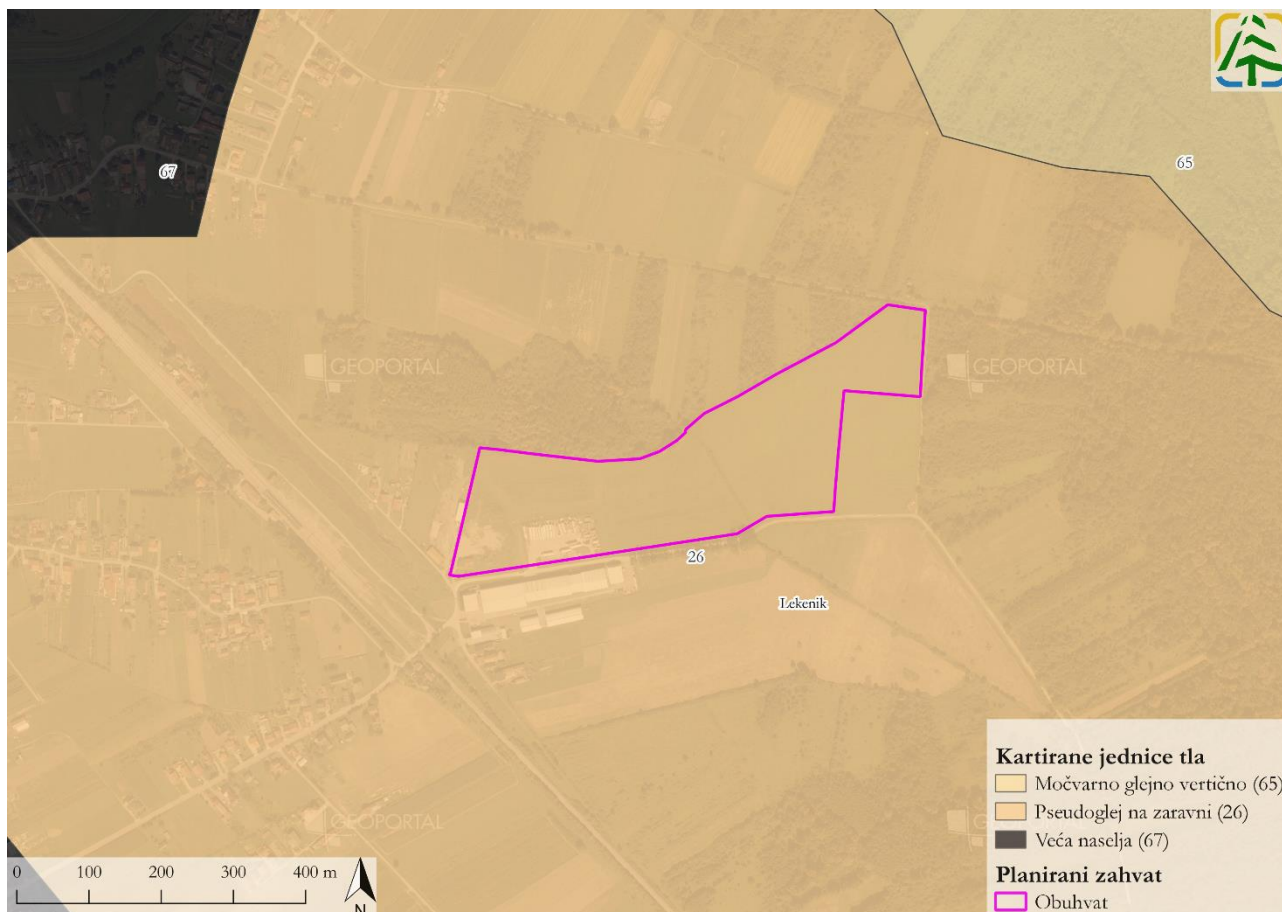 67
65
GEOPORTAL
GEOPORTAL
26
Lekenik
GEOPORTAL
Kartirane jednice tla
Močvarno glejno vertično (65)
Pseudoglej na zaravni (26)
Veća naselja (67)
Planirani zahvat
Obuhvat
0 100 200 300 400 m
N